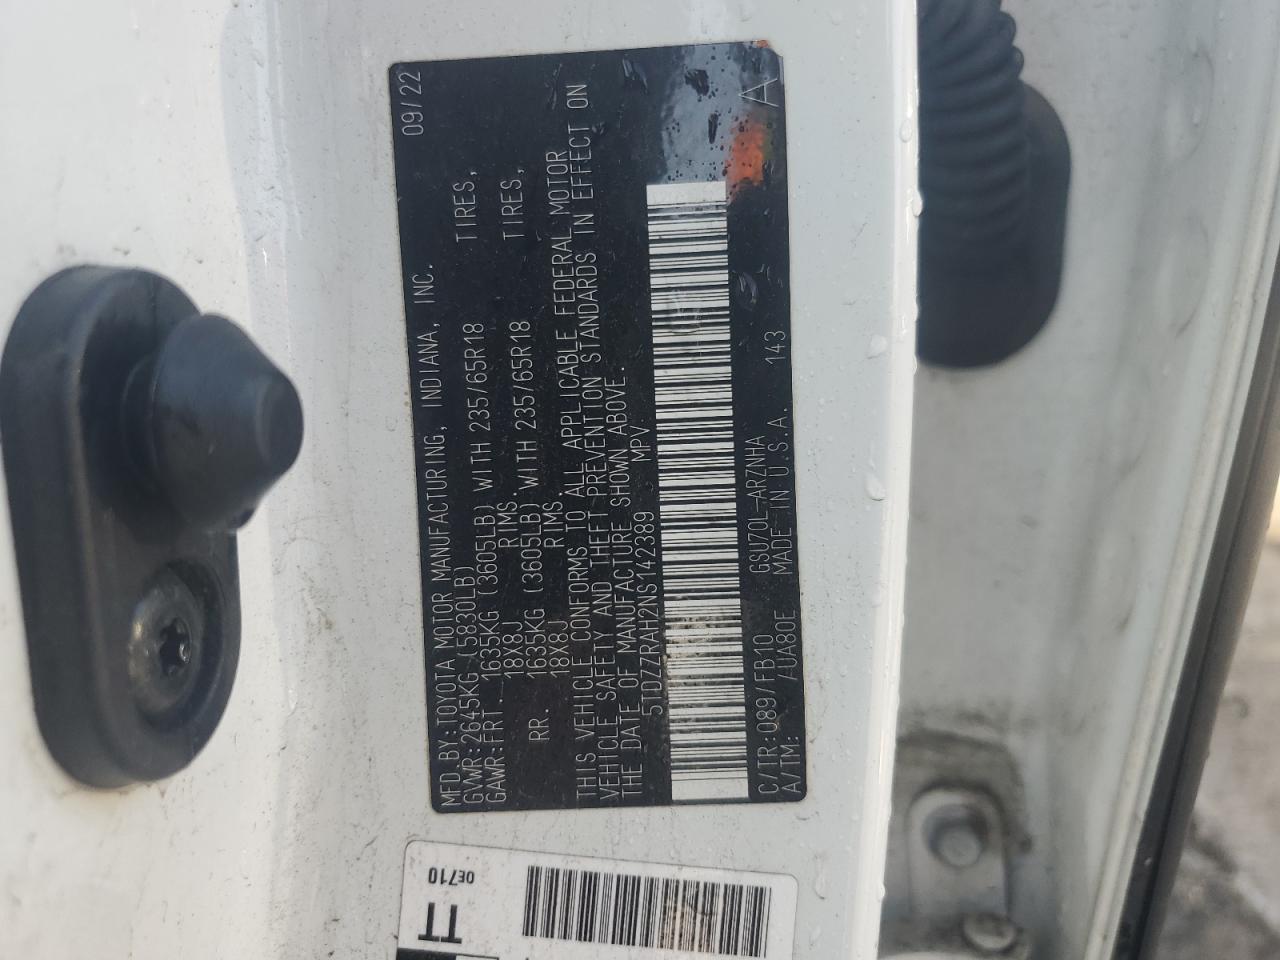 MFD.BY:TOYOTA MOTOR MANUFACTURING, INDIANA, INC. 09/22
GVWR:2645KG (5830LB)
GAWR:FRT. 1635KG (3605LB) WITH 235/65R18 TIRES,
18X8J RIMS.
RR. 1635KG (3605LB) WITH 235/65R18 TIRES,
18X8J RIMS.
THIS VEHICLE CONFORMS TO ALL APPLICABLE FEDERAL MOTOR
VEHICLE SAFETY AND THEFT PREVENTION STANDARDS IN EFFECT ON
THE DATE OF MANUFACTURE SHOWN ABOVE.
5TDZZRAH2NS142389 MPV
C/TR:089/FB10 GSU70L-ARZNHA
A/TM: /UA80E MADE IN U.S.A. 143 A
0E710
TT